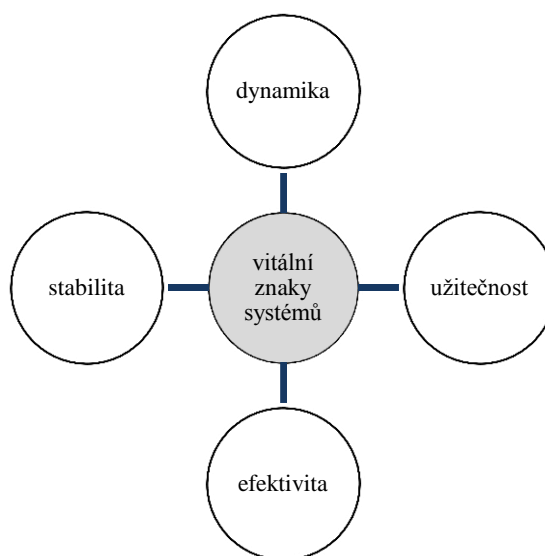 dynamika
stabilita
vitální
znaky
systémů
užitečnost
efektivita